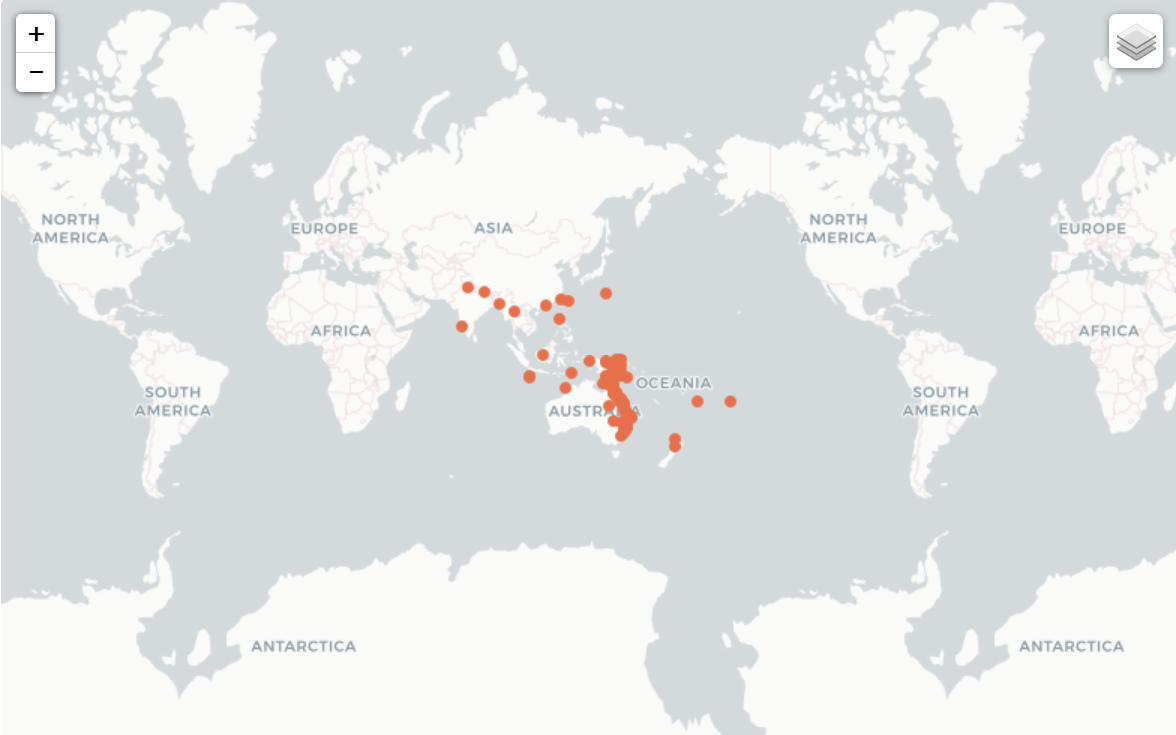 +
−
NORTH
AMERICA
EUROPE
ASIA
NORTH
AMERICA
EUROPE
AFRICA
AFRICA
OCEANIA
SOUTH
AMERICA
AUSTRALIA
SOUTH
AMERICA
ANTARCTICA
ANTARCTICA